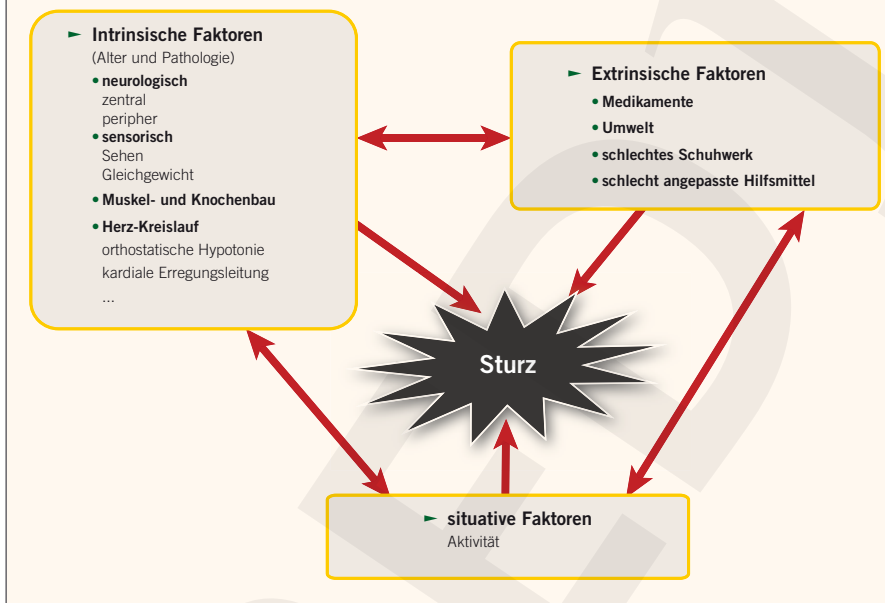 ► Intrinsische Faktoren
(Alter und Pathologie)
• neurologisch
zentral
peripher
• sensorisch
Sehen
Gleichgewicht
• Muskel- und Knochenbau
• Herz-Kreislauf
orthostatische Hypotonie
kardiale Erregungsleitung
...
► Extrinsische Faktoren
• Medikamente
• Umwelt
• schlechtes Schuhwerk
• schlecht angepasste Hilfsmittel
Sturz
► situative Faktoren
Aktivität